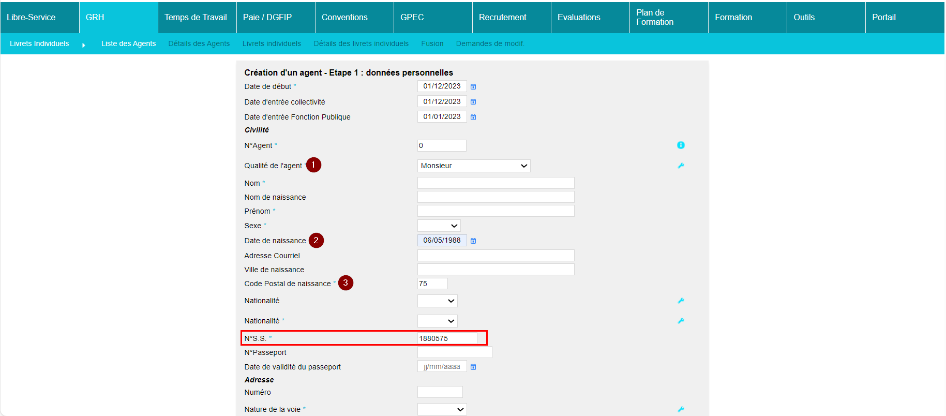 Libre-Service GRH Temps de Travail Paie / DGFIP Conventions GPEC Recrutement Evaluations Plan de Formation Formation Outils Portail
Livrets Individuels Liste des Agents Détails des Agents Livrets individuels Détails des livrets individuels Fusion Demandes de modif
Création d'un agent - Etape 1 : données personnelles
Date de début * 01/12/2023
Date d'entrée collectivité 01/12/2023
Date d'entrée Fonction Publique 01/01/2023
Civilité
N°Agent * 0
Qualité de l'agent * 1 Monsieur
Nom *
Nom de naissance
Prénom *
Sexe *
Date de naissance 2 06/05/1988
Adresse Courriel
Ville de naissance
Code Postal de naissance * 3 75
Nationalité
Nationalité *
N°S.S. * 1880575
N°Passeport
Date de validité du passeport jj/mm/aaaa
Adresse
Numéro
Nature de la voie *